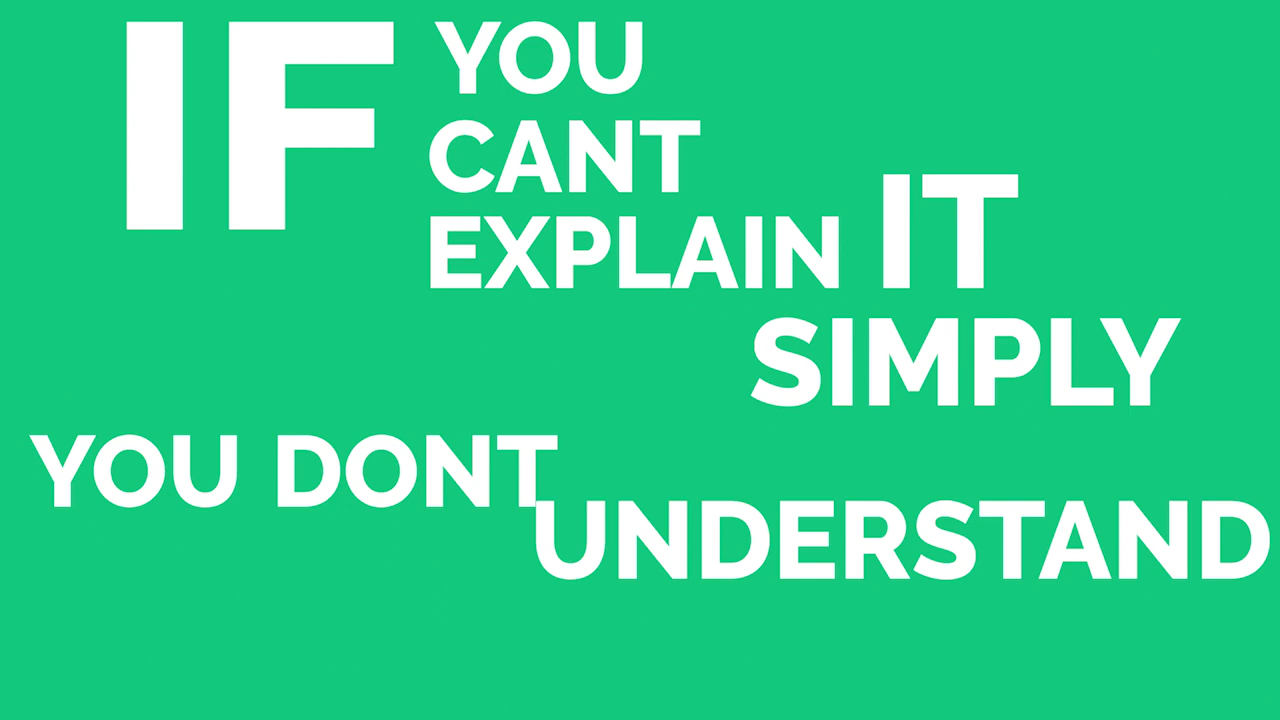 IF YOU
CANT
EXPLAIN IT
SIMPLY
YOU DONT
UNDERSTAND